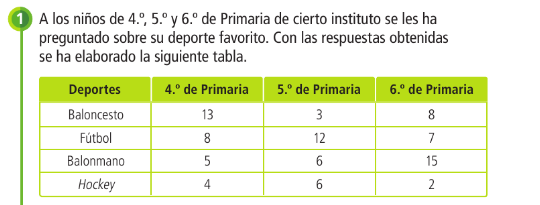 1 A los niños de 4.º, 5.º y 6.º de Primaria de cierto instituto se les ha
preguntado sobre su deporte favorito. Con las respuestas obtenidas
se ha elaborado la siguiente tabla.
Deportes 4.º de Primaria 5.º de Primaria 6.º de Primaria
Baloncesto 13 3 8
Fútbol 8 12 7
Balonmano 5 6 15
Hockey 4 6 2